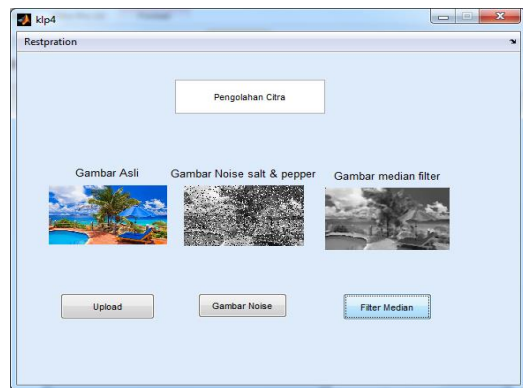 klp4
Restpration
Pengolahan Citra
Gambar Asli
Gambar Noise salt & pepper
Gambar median filter
Upload
Gambar Noise
Filter Median